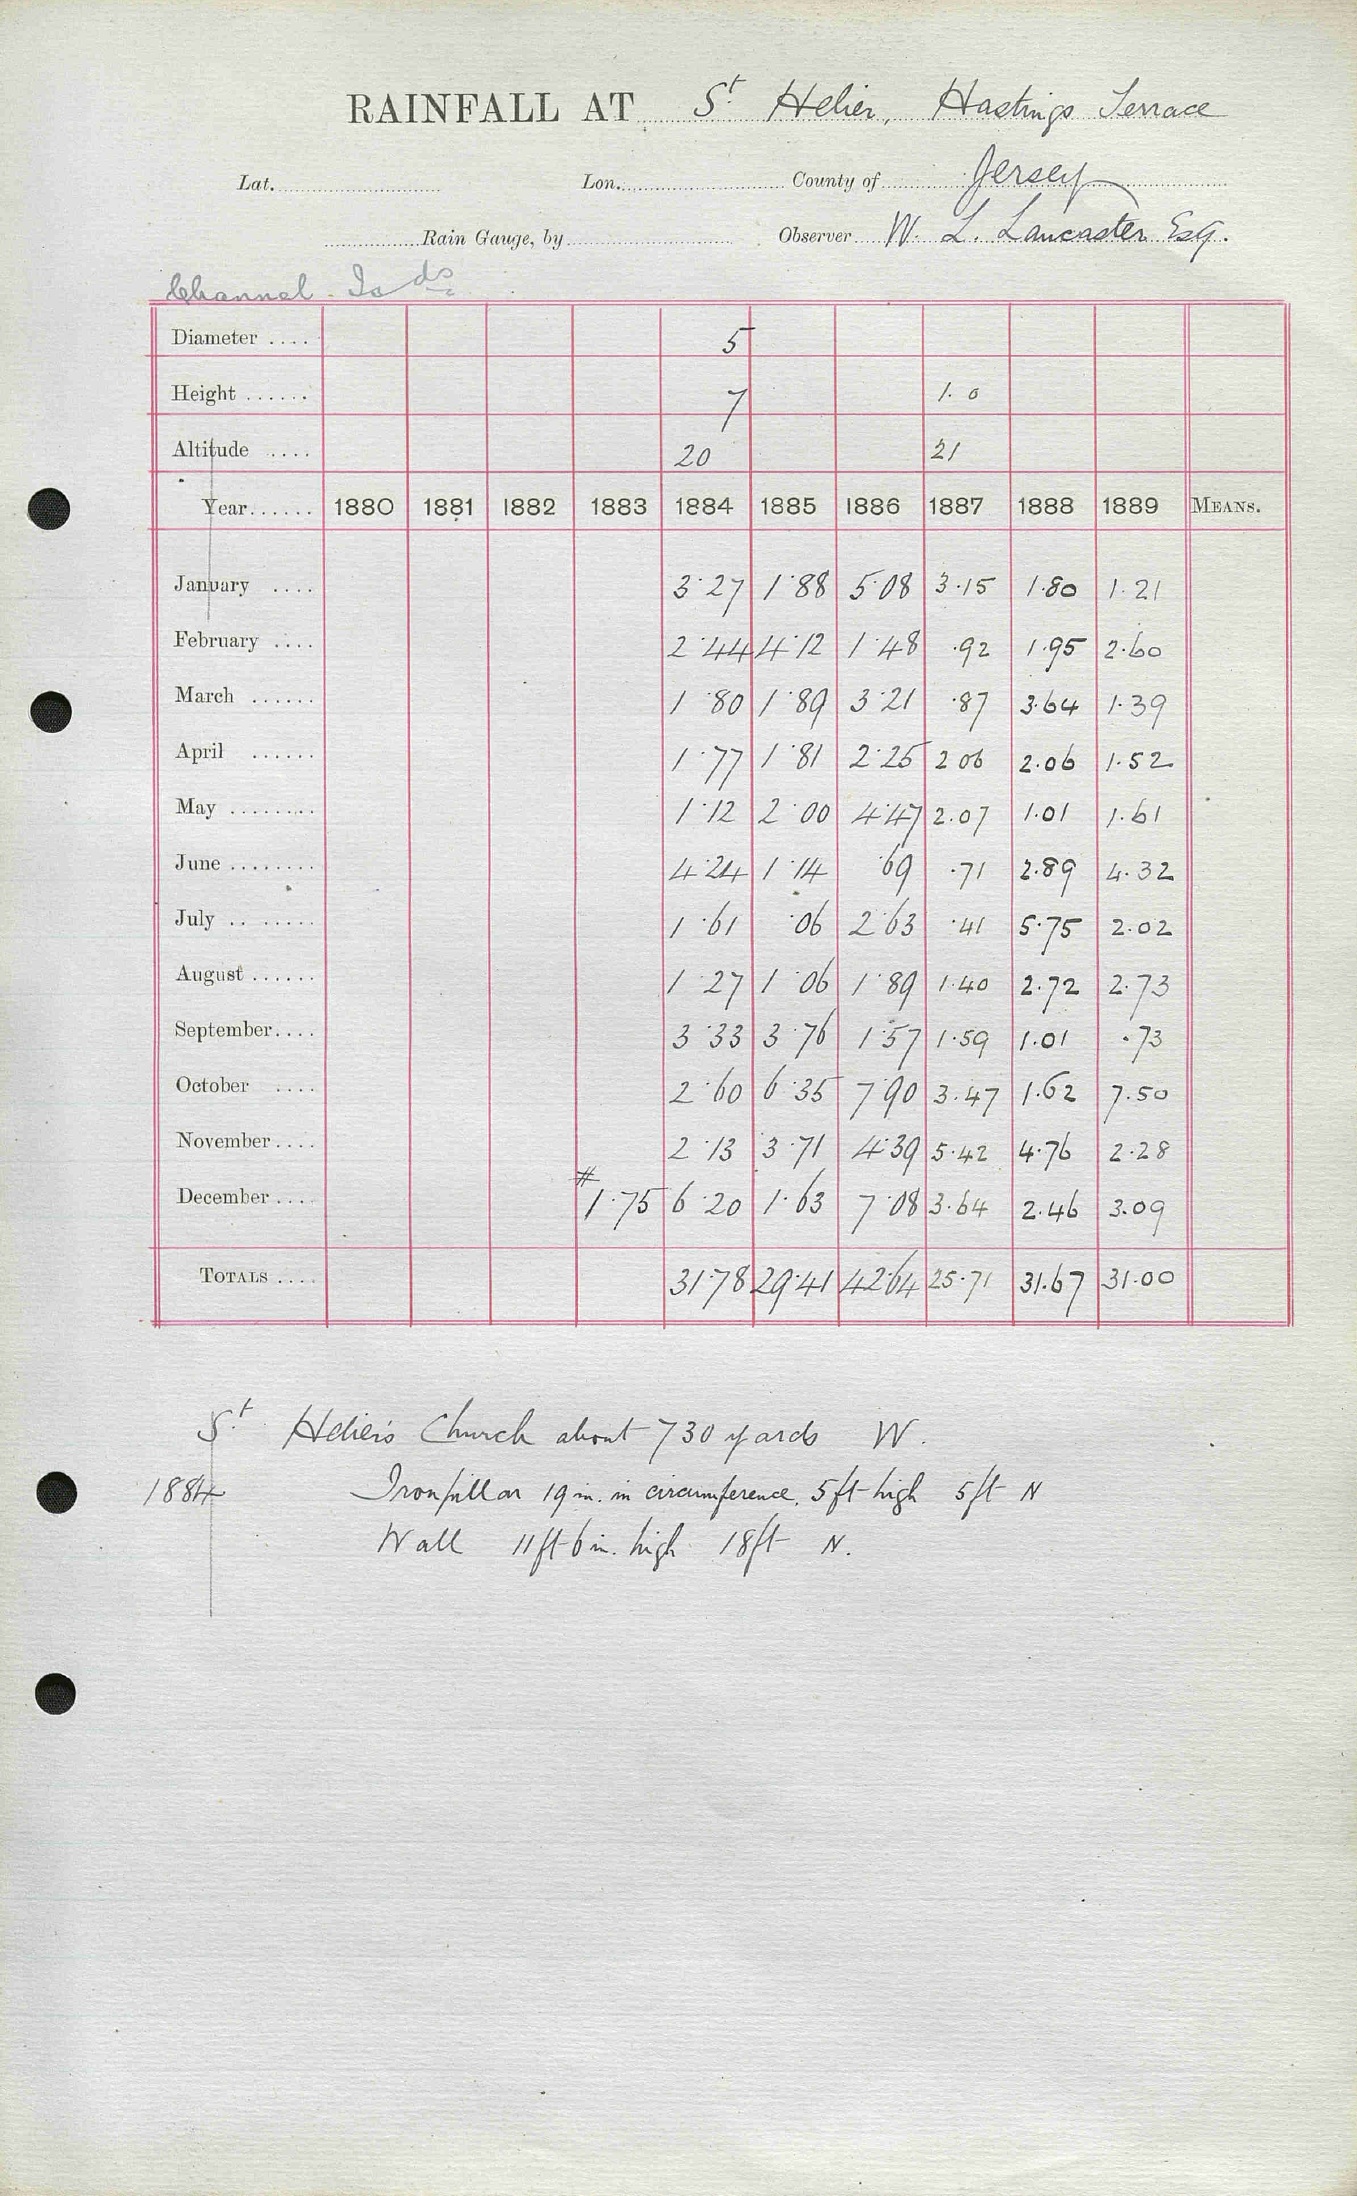 RAINFALL AT St Helier, Hastings Terrace
Lat. Lon. County of Jersey
Rain Gauge, by Observer W. L. Lancaster Esq.
Channel Isds
Diameter .... 5
Height ...... 7 1.0
Altitude .... 20 21
Year...... 1880 1881 1882 1883 1884 1885 1886 1887 1888 1889 MEANS.
January .... 3.27 1.88 5.08 3.15 1.80 1.21
February .... 2.44 4.12 1.48 .92 1.95 2.60
March ...... 1.80 1.89 3.21 .87 3.64 1.39
April ...... 1.77 1.81 2.25 2.06 2.06 1.52
May ........ 1.12 2.00 4.47 2.07 1.01 1.61
June ........ 4.24 1.14 .69 .71 2.89 4.32
July ........ 1.61 .06 2.63 .41 5.75 2.02
August ...... 1.27 1.06 1.89 1.40 2.72 2.73
September.... 3.33 3.76 1.57 1.59 1.01 .73
October .... 2.60 6.35 7.90 3.47 1.62 7.50
November.... 2.13 3.71 4.39 5.42 4.76 2.28
December.... #1.75 6.20 1.63 7.08 3.64 2.46 3.09
TOTALS .... 31.78 29.41 42.64 25.71 31.67 31.00
St Helier's Church about 730 yards W.
1884 Iron pillar 19 in. in circumference, 5ft high 5ft N
Wall 11ft 6 in. high 18ft N.